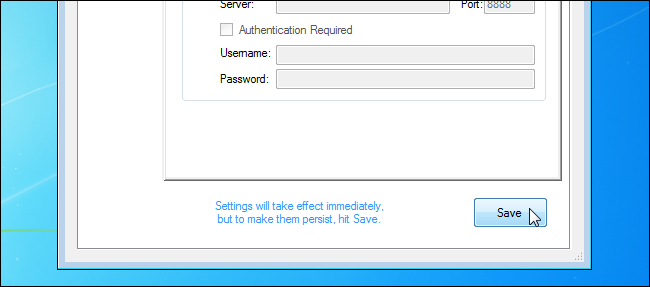 Server: Port: 8888
Authentication Required
Username:
Password:
Settings will take effect immediately,
but to make them persist, hit Save.
Save